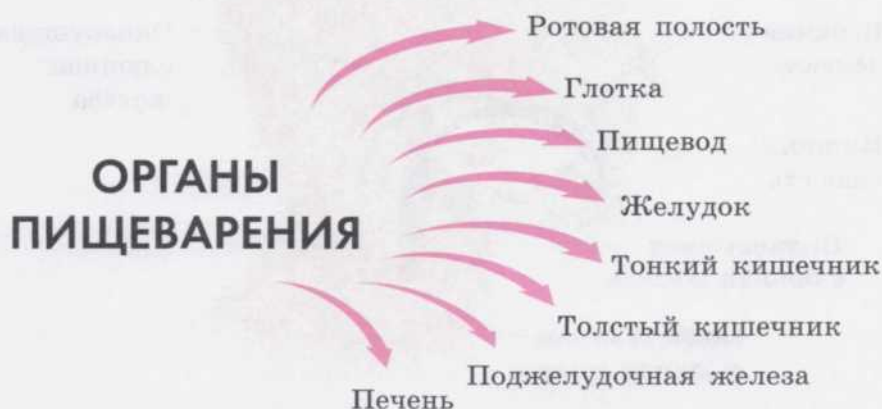 ОРГАНЫ
ПИЩЕВАРЕНИЯ
Ротовая полость
Глотка
Пищевод
Желудок
Тонкий кишечник
Толстый кишечник
Поджелудочная железа
Печень